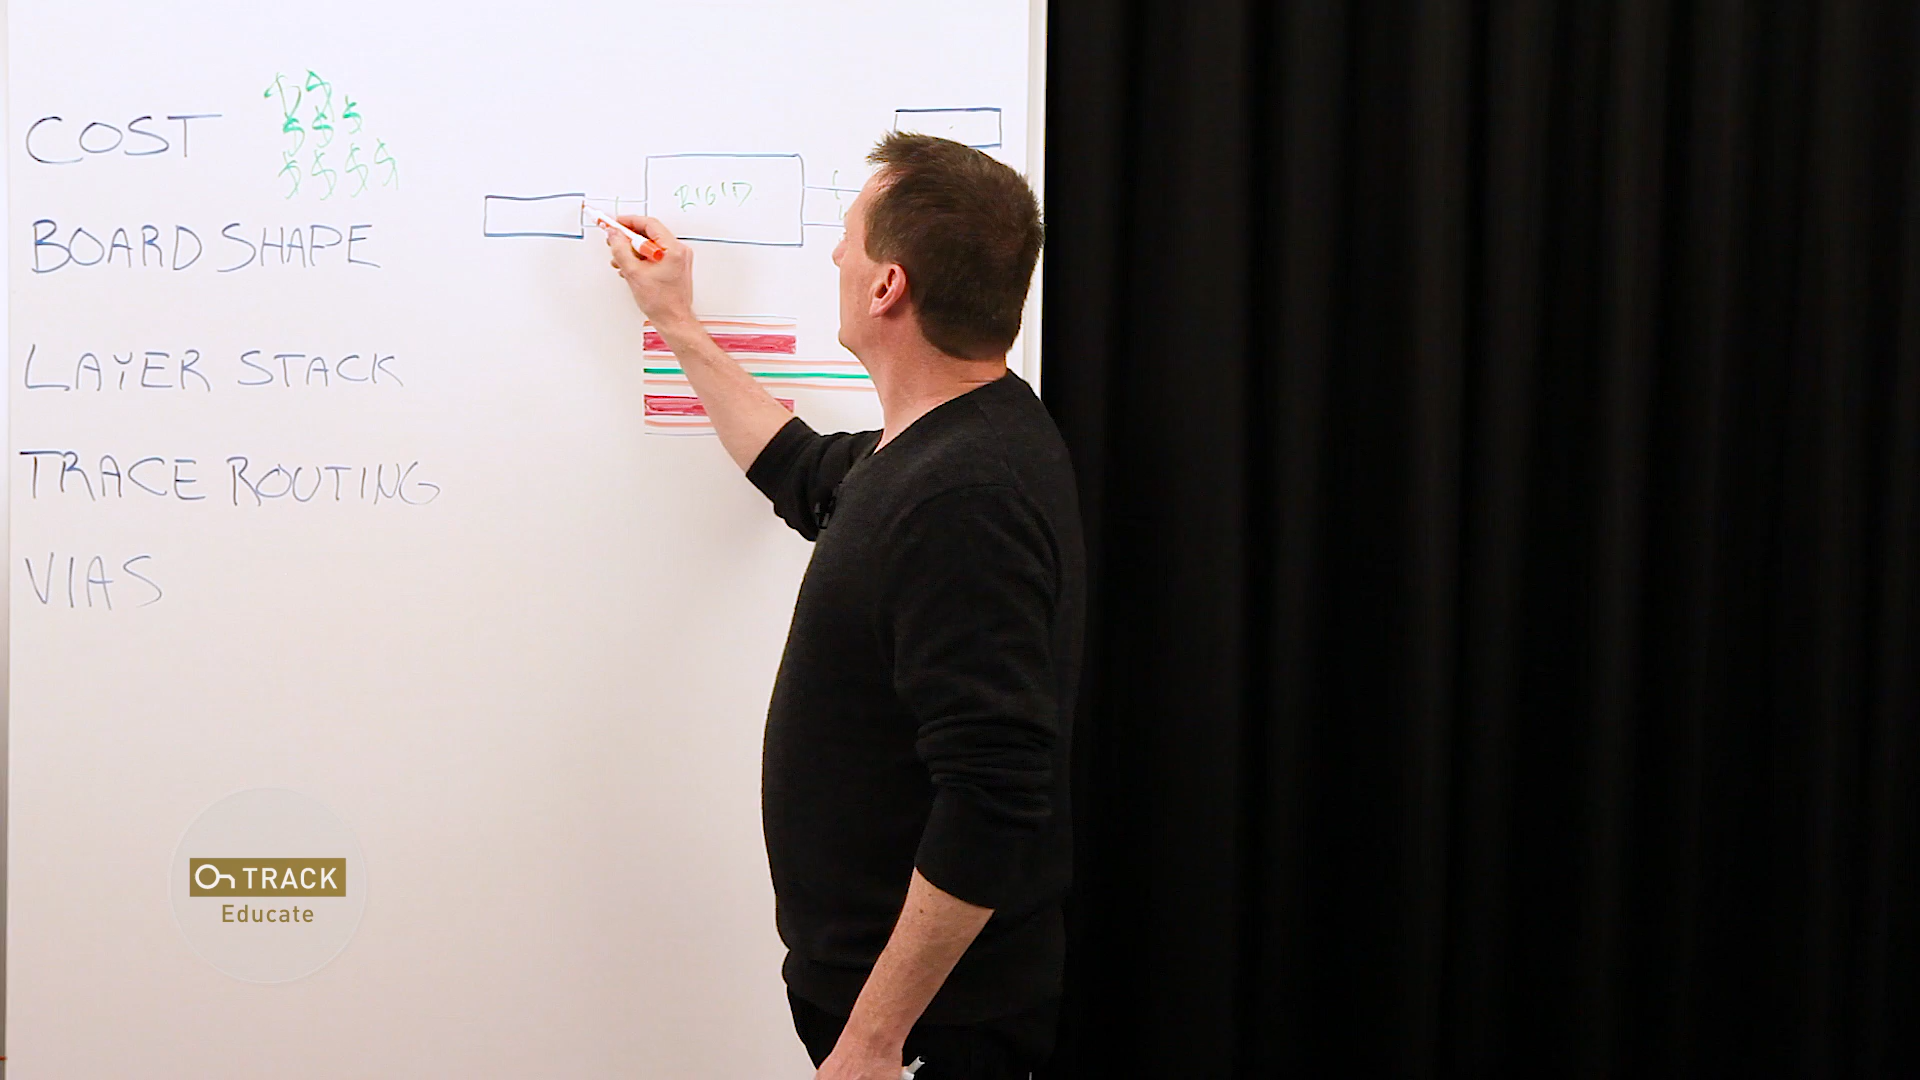 COST $ $ $ $ $ $ $ $ $ $
RIGID
BOARD SHAPE
LAYER STACK
TRACE ROUTING
VIAS
On TRACK
Educate